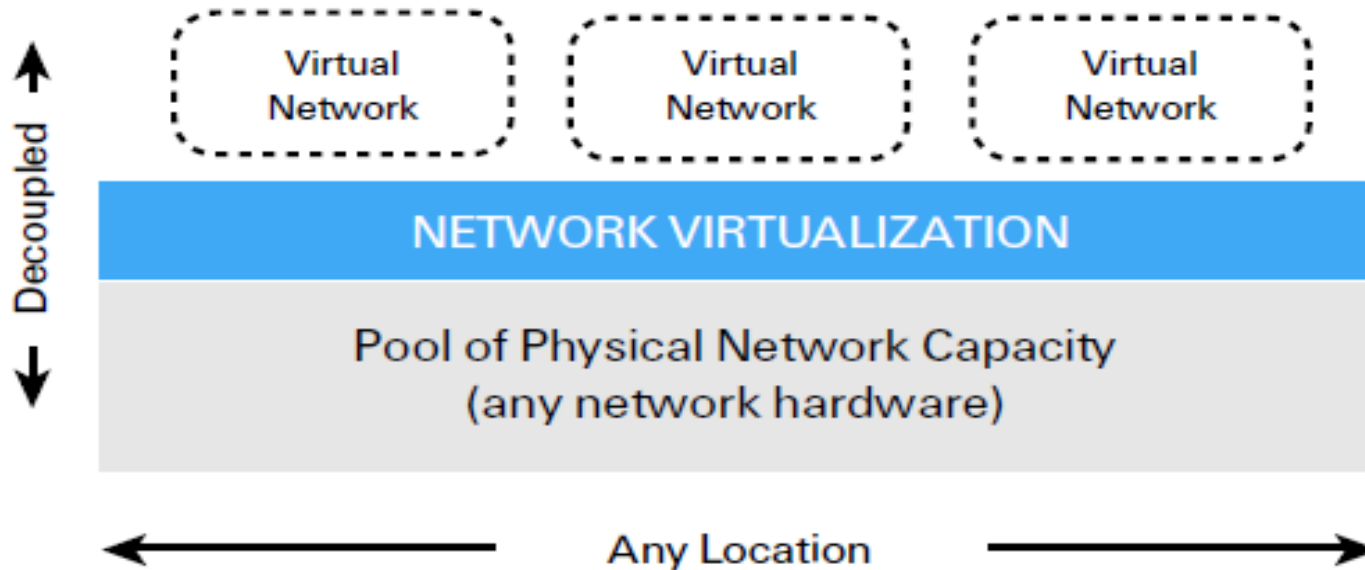 Virtual
Network
Virtual
Network
Virtual
Network
Decoupled
NETWORK VIRTUALIZATION
Pool of Physical Network Capacity
(any network hardware)
Any Location